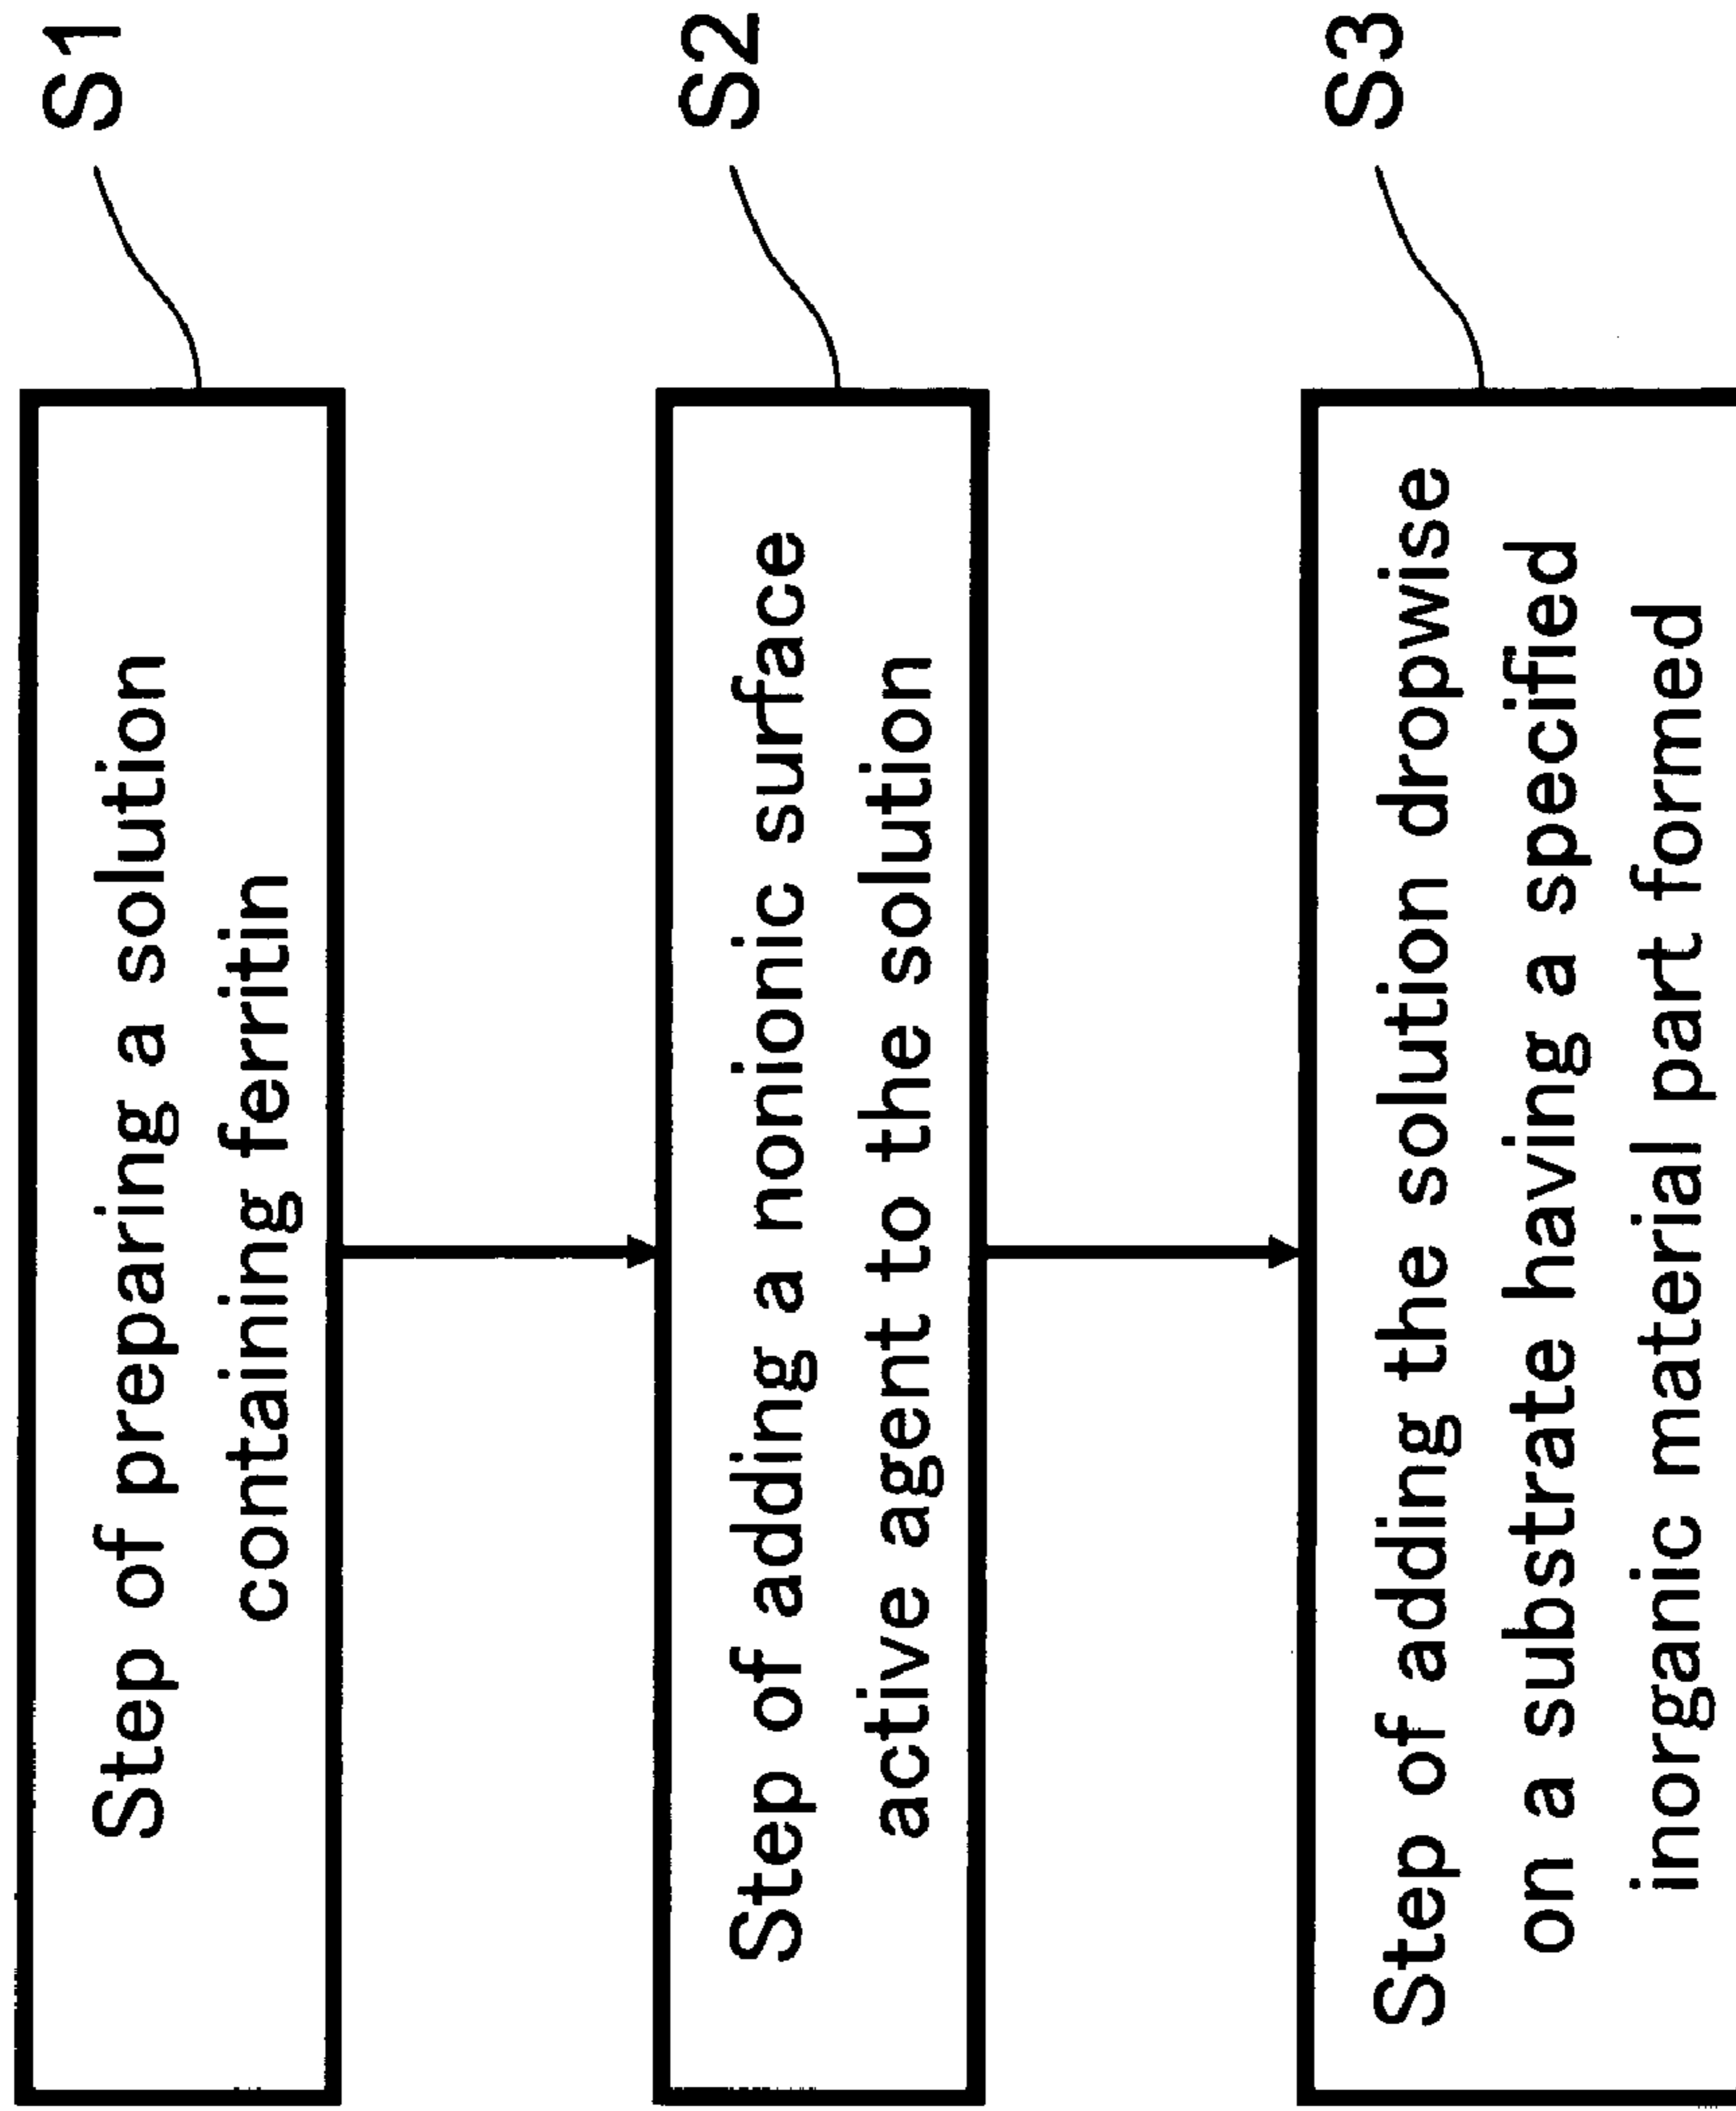 Step of preparing a solution
containing ferritin
S1
Step of adding a nonionic surface
active agent to the solution
S2
Step of adding the solution dropwise
on a substrate having a specified
inorganic material part formed
S3